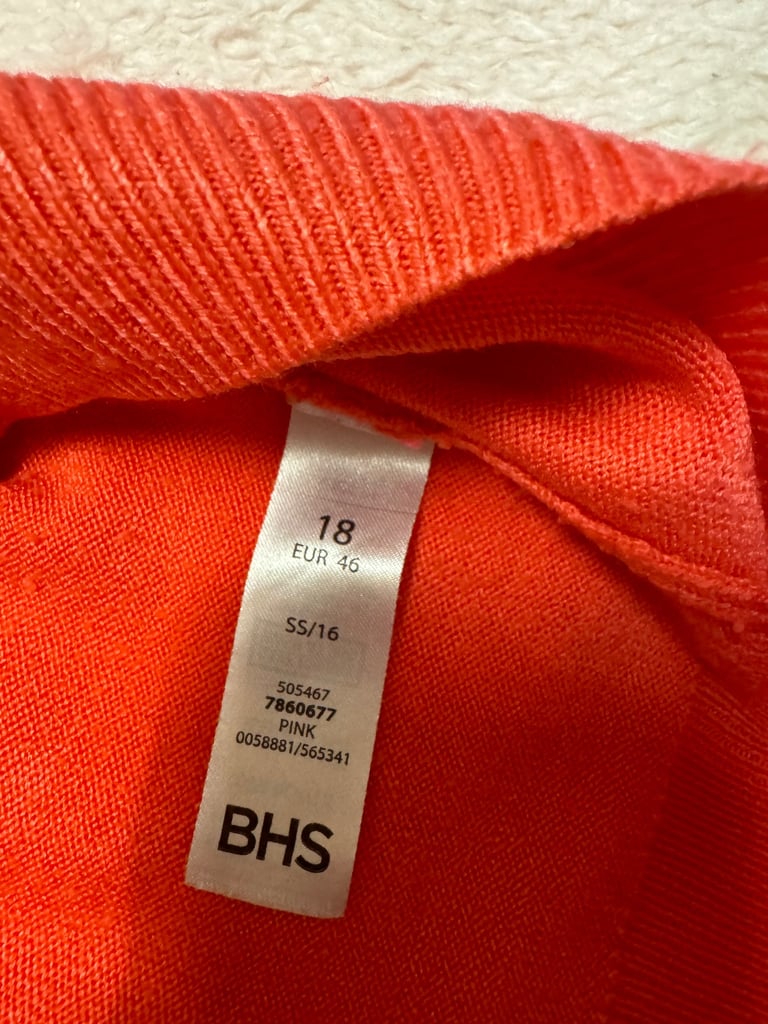 18
EUR 46
SS/16
505467
7860677
PINK
0058881/565341
BHS